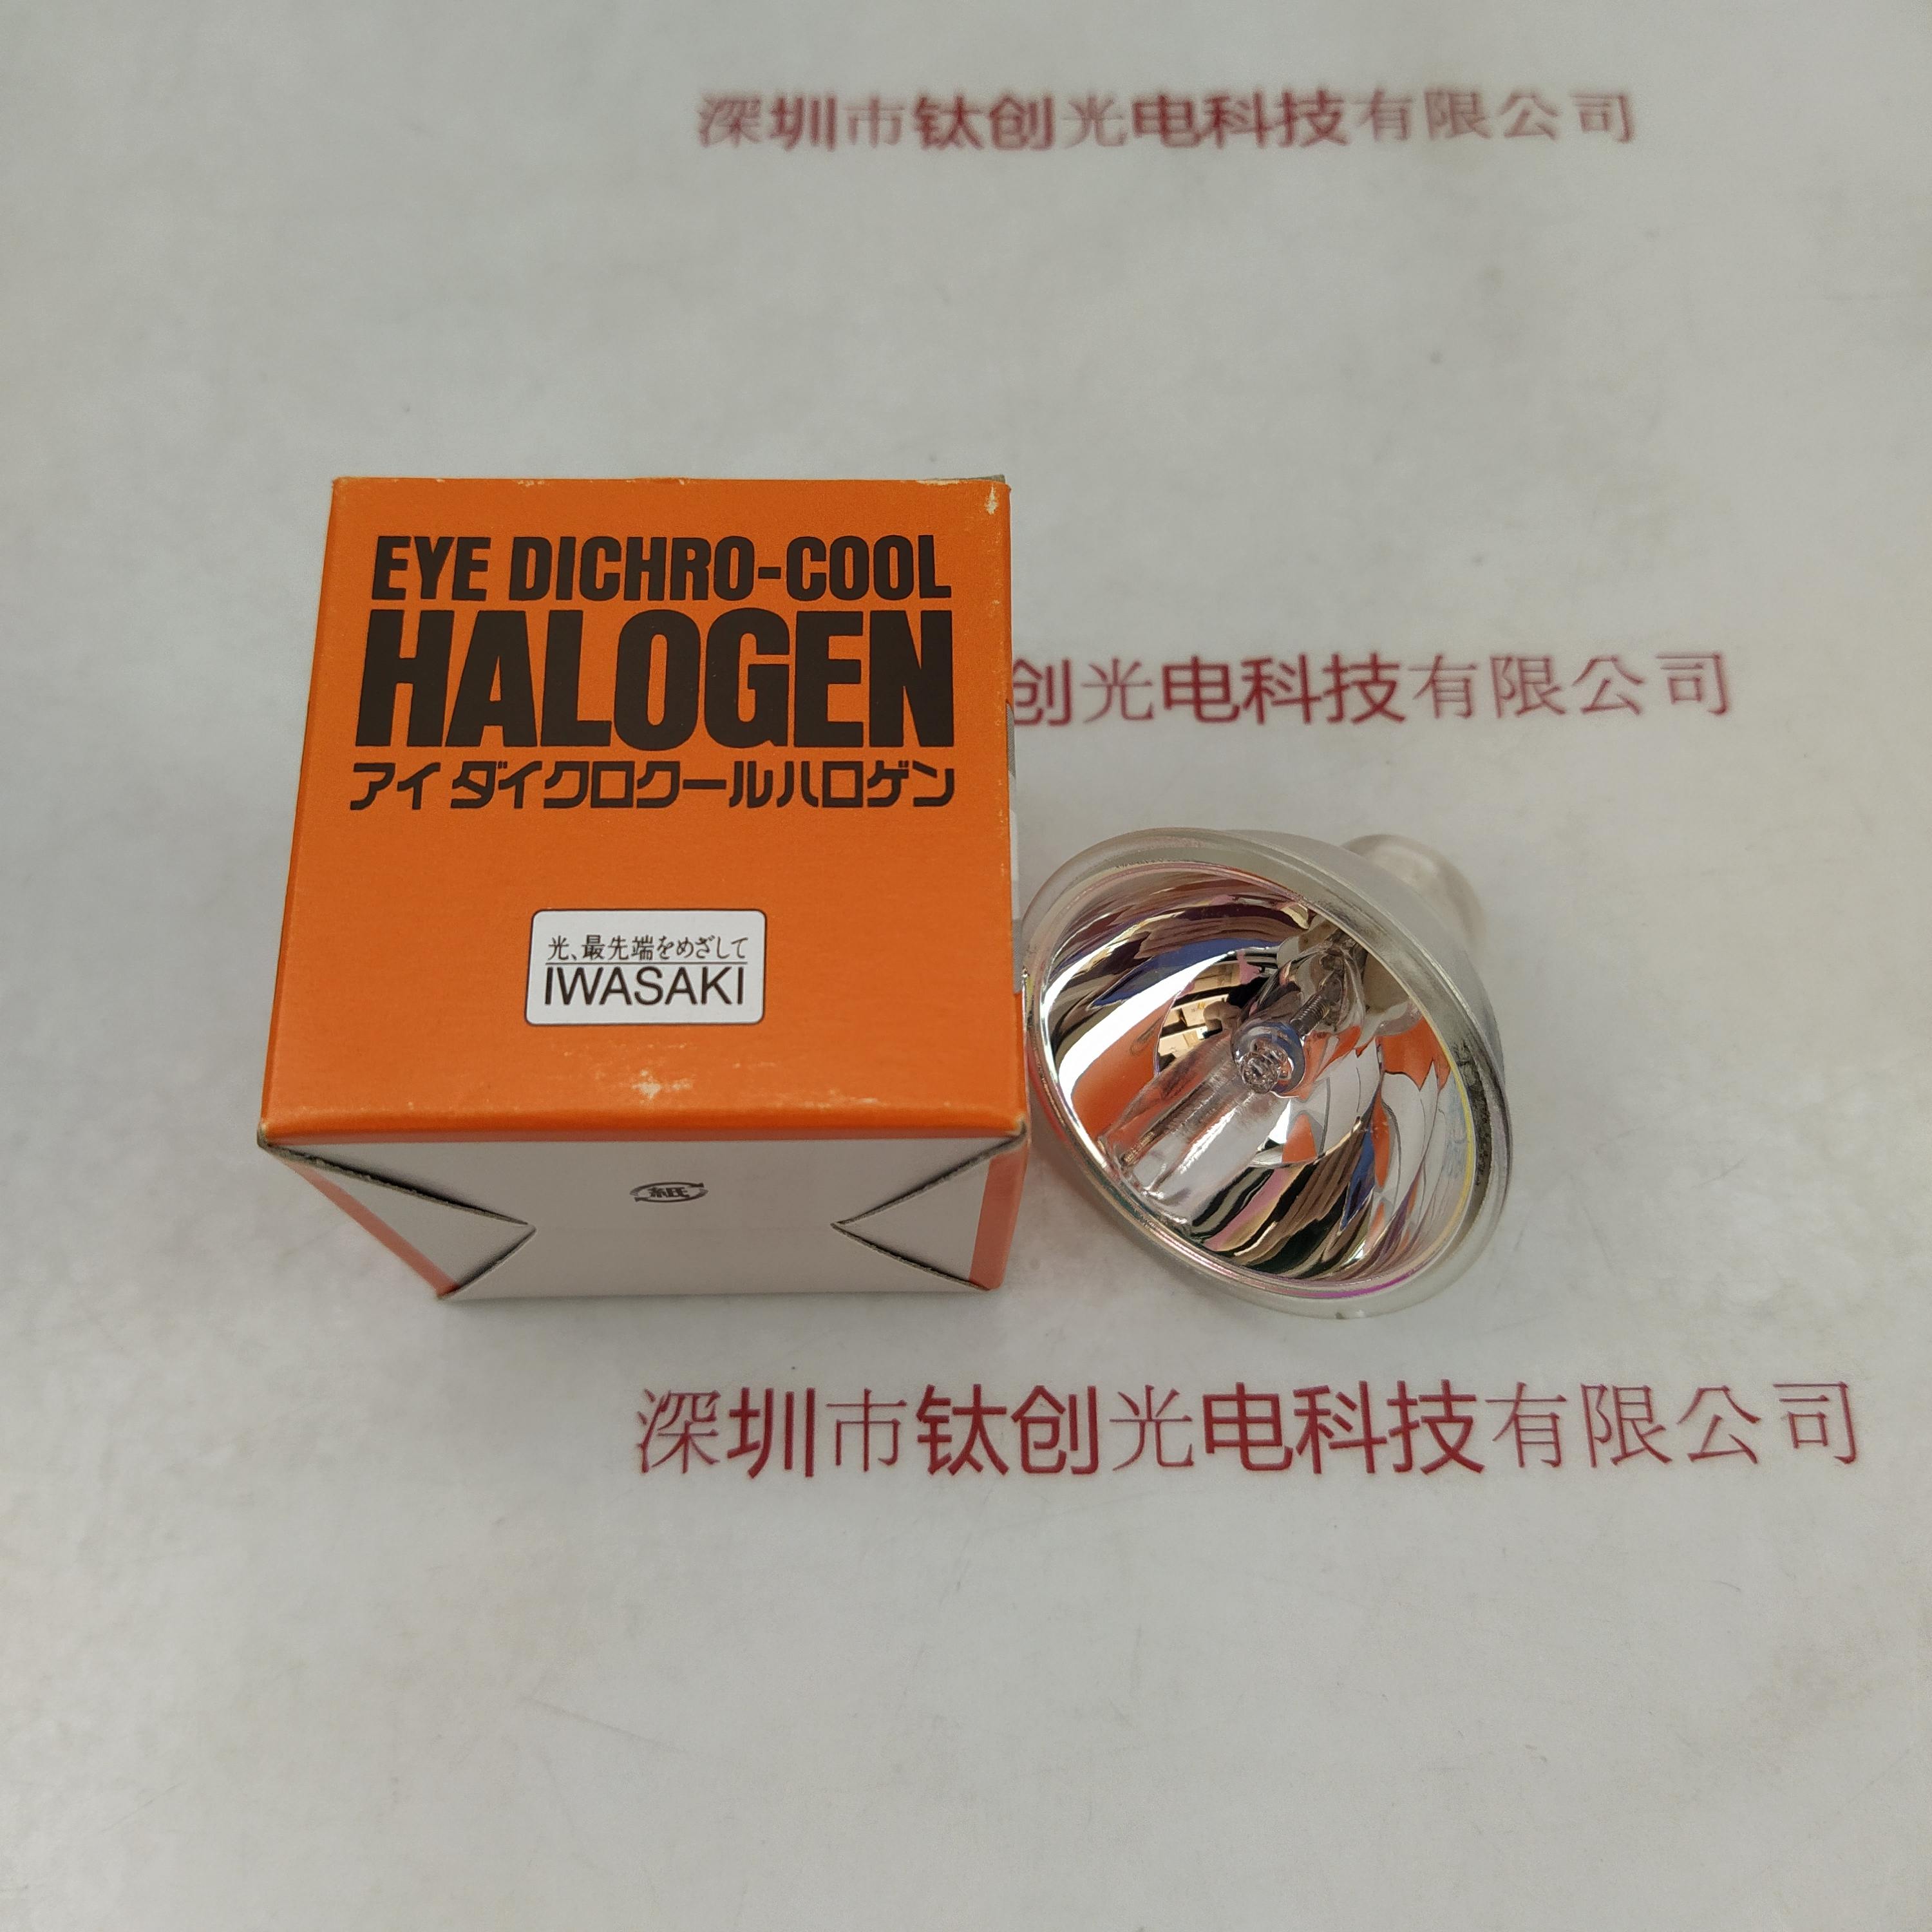 深圳市钛创光电科技有限公司
EYE DICHRO-COOL
HALOGEN
アイ ダイクロクールハロゲン
创光电科技有限公司
光、最先端をめざして
IWASAKI
紙
深圳市钛创光电科技有限公司